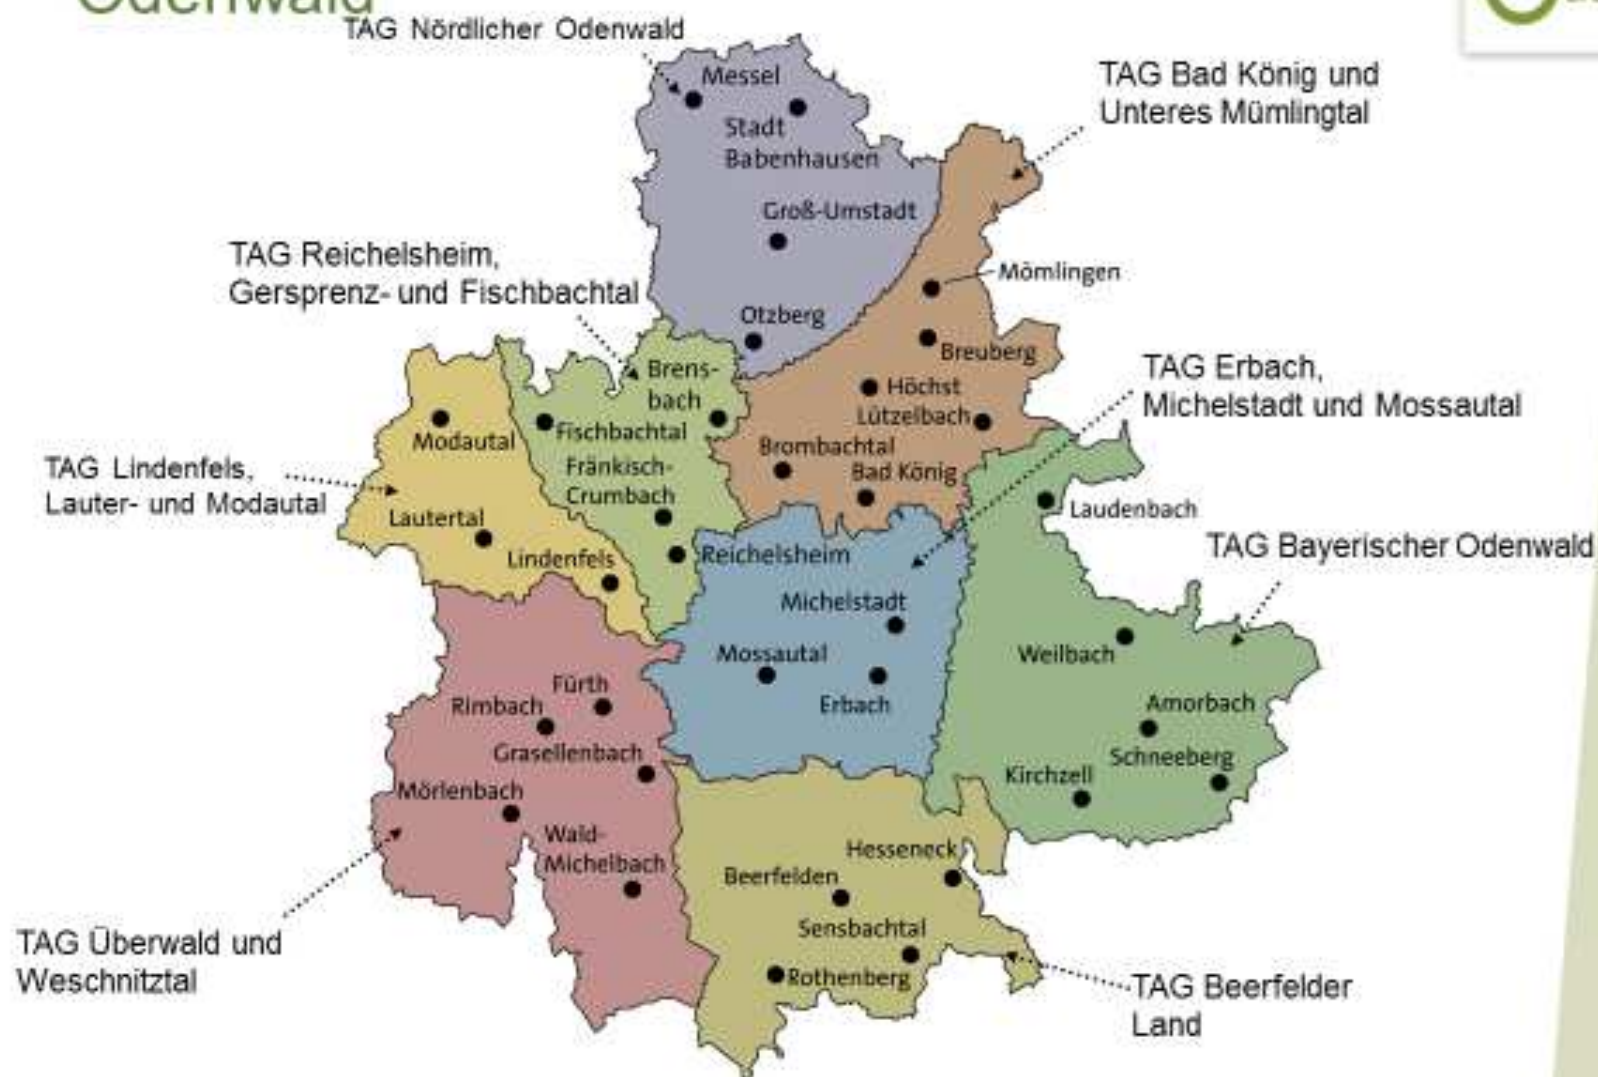 Odenwald
TAG Nördlicher Odenwald
Messel
Stadt
Babenhausen
TAG Bad König und
Unteres Mümlingtal
Groß-Umstadt
TAG Reichelsheim,
Gersprenz- und Fischbachtal
Mömlingen
Otzberg
Breuberg
Brens-
bach
Höchst
Lützelbach
TAG Erbach,
Michelstadt und Mossautal
Modautal
Fischbachtal
Brombachtal
Bad König
TAG Lindenfels,
Lauter- und Modautal
Fränkisch-
Crumbach
Laudenbach
Lautertal
Lindenfels
Reichelsheim
TAG Bayerischer Odenwald
Michelstadt
Mossautal
Erbach
Weilbach
Fürth
Rimbach
Grasellenbach
Amorbach
Schneeberg
Kirchzell
Mörlenbach
Wald-
Michelbach
Hesseneck
Beerfelden
Sensbachtal
Rothenberg
TAG Überwald und
Weschnitztal
TAG Beerfelder
Land